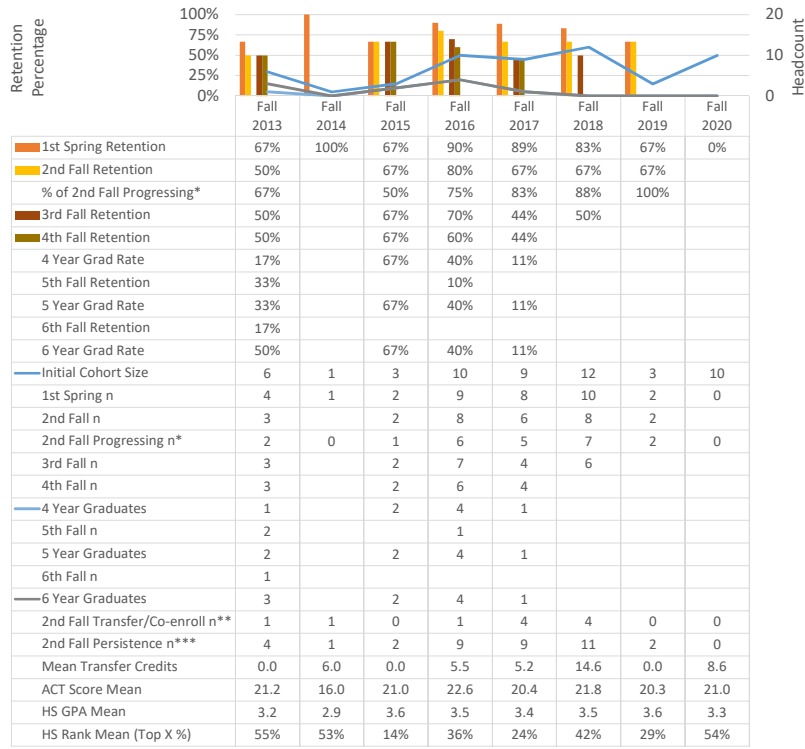 Retention
Percentage
100%
75%
50%
25%
0%
20
10
0
Headcount
Fall 2013 Fall 2014 Fall 2015 Fall 2016 Fall 2017 Fall 2018 Fall 2019 Fall 2020
1st Spring Retention 67% 100% 67% 90% 89% 83% 67% 0%
2nd Fall Retention 50% 67% 80% 67% 67% 67%
% of 2nd Fall Progressing* 67% 50% 75% 83% 88% 100%
3rd Fall Retention 50% 67% 70% 44% 50%
4th Fall Retention 50% 67% 60% 44%
4 Year Grad Rate 17% 67% 40% 11%
5th Fall Retention 33% 10%
5 Year Grad Rate 33% 67% 40% 11%
6th Fall Retention 17%
6 Year Grad Rate 50% 67% 40% 11%
Initial Cohort Size 6 1 3 10 9 12 3 10
1st Spring n 4 1 2 9 8 10 2 0
2nd Fall n 3 2 8 6 8 2
2nd Fall Progressing n* 2 0 1 6 5 7 2 0
3rd Fall n 3 2 7 4 6
4th Fall n 3 2 6 4
4 Year Graduates 1 2 4 1
5th Fall n 2 1
5 Year Graduates 2 2 4 1
6th Fall n 1
6 Year Graduates 3 2 4 1
2nd Fall Transfer/Co-enroll n** 1 1 0 1 4 4 0 0
2nd Fall Persistence n*** 4 1 2 9 9 11 2 0
Mean Transfer Credits 0.0 6.0 0.0 5.5 5.2 14.6 0.0 8.6
ACT Score Mean 21.2 16.0 21.0 22.6 20.4 21.8 20.3 21.0
HS GPA Mean 3.2 2.9 3.6 3.5 3.4 3.5 3.6 3.3
HS Rank Mean (Top X %) 55% 53% 14% 36% 24% 42% 29% 54%